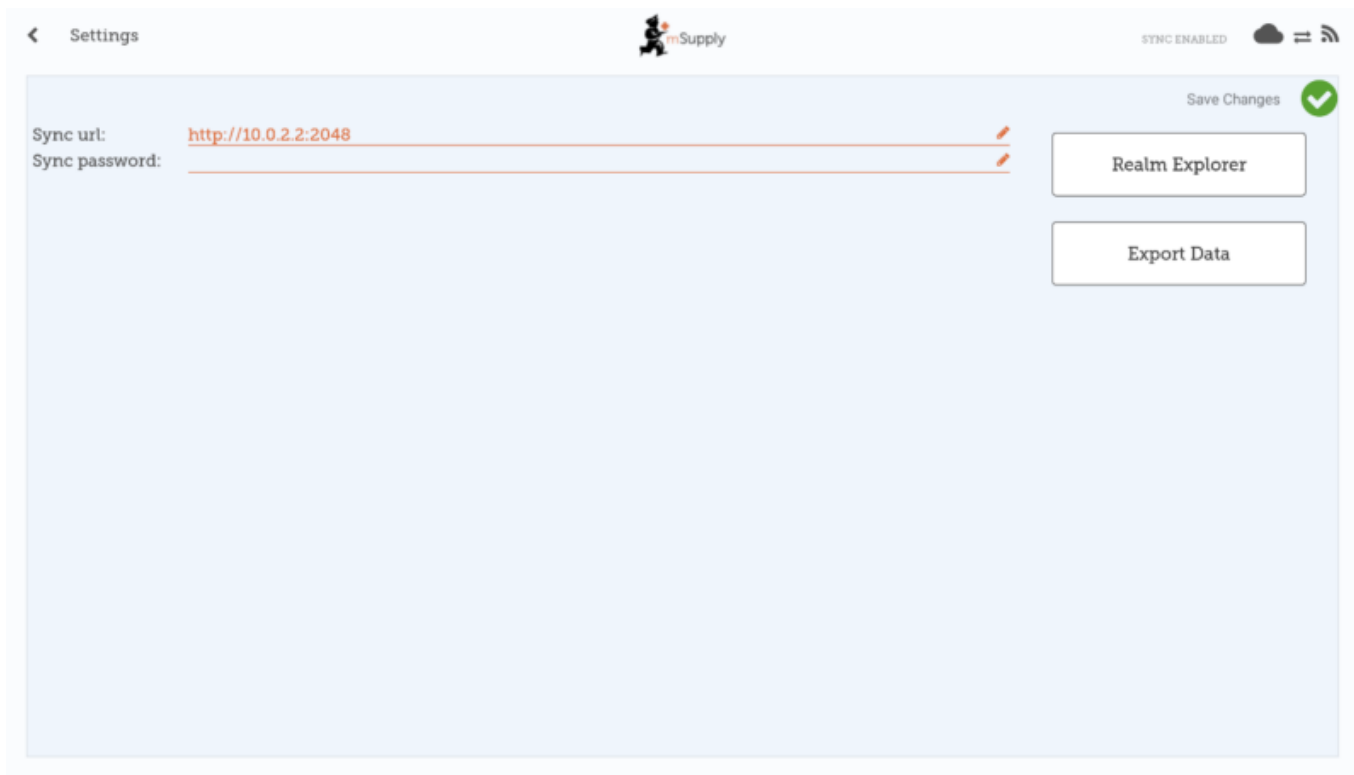 Settings
mSupply
SYNC ENABLED
Save Changes
Sync url: http://10.0.2.2:2048
Sync password:
Realm Explorer
Export Data